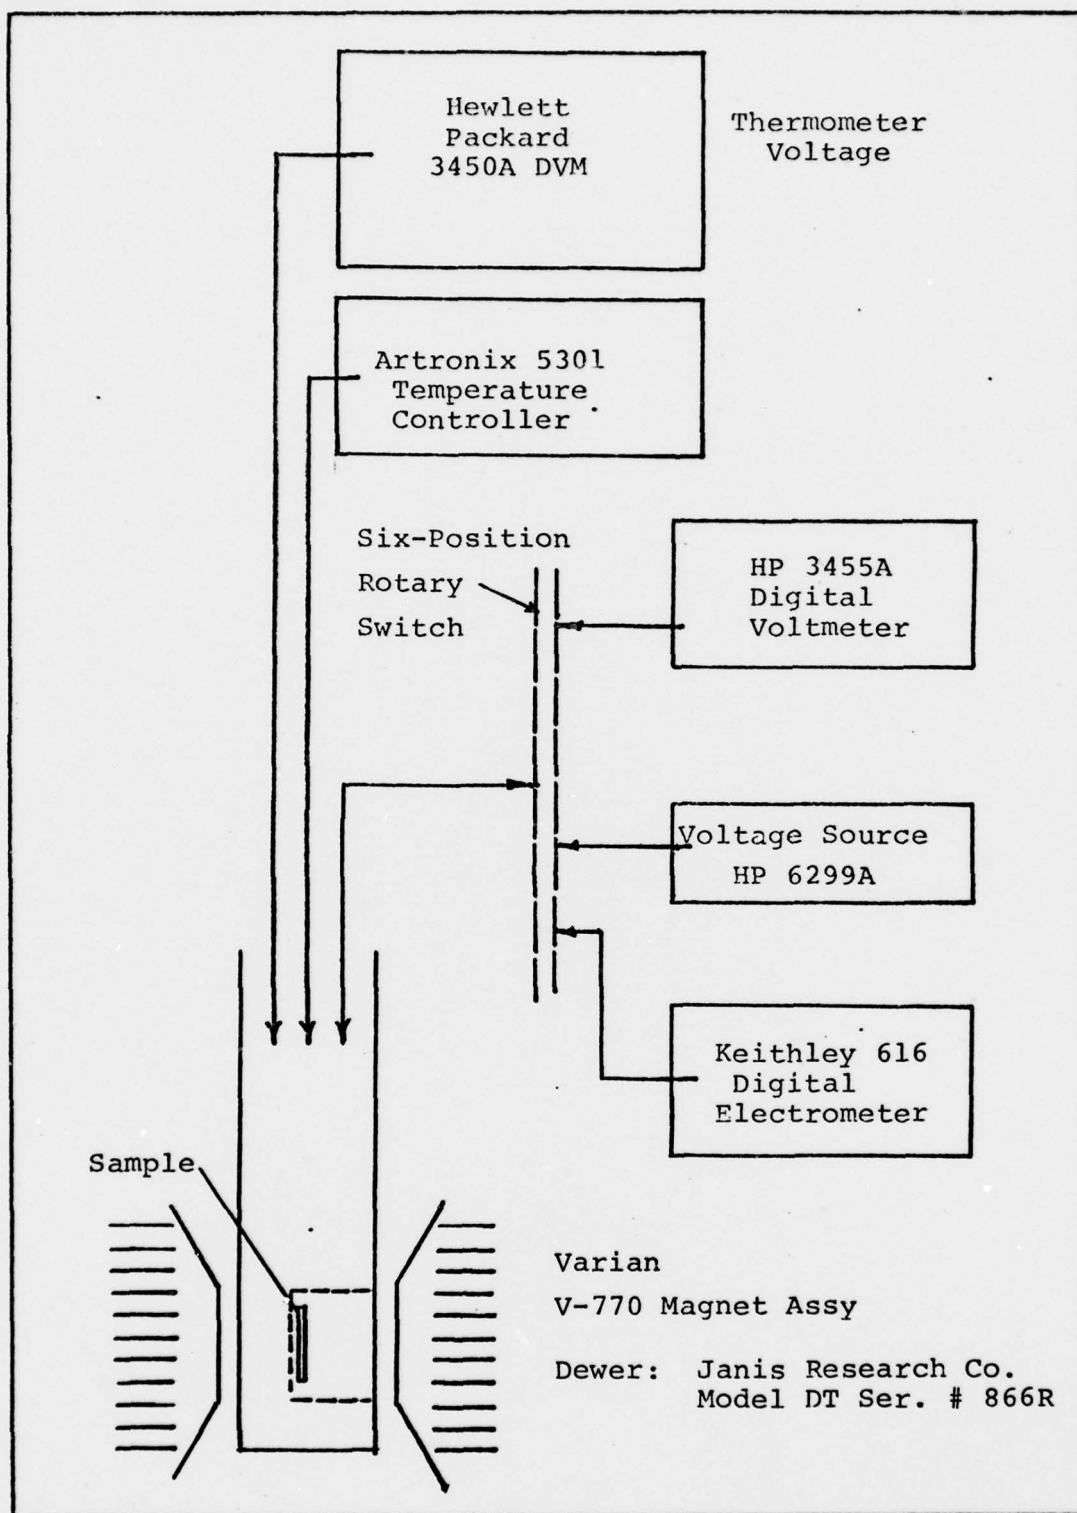 Hewlett
Packard
3450A DVM
Thermometer
Voltage
Artronix 5301
Temperature
Controller
Six-Position
Rotary
Switch
HP 3455A
Digital
Voltmeter
Voltage Source
HP 6299A
Keithley 616
Digital
Electrometer
Sample
Varian
V-770 Magnet Assy
Dewer: Janis Research Co.
Model DT Ser. # 866R